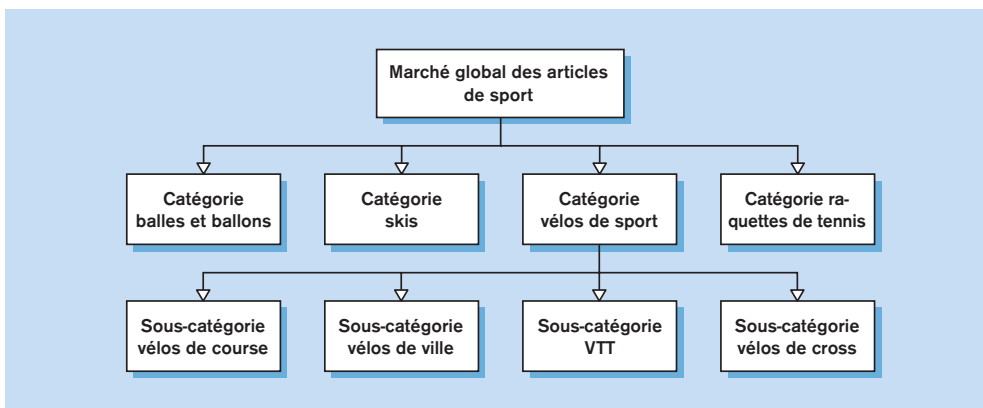 Marché global des articles
de sport
Catégorie
balles et ballons
Catégorie
skis
Catégorie
vélos de sport
Catégorie ra-
quettes de tennis
Sous-catégorie
vélos de course
Sous-catégorie
vélos de ville
Sous-catégorie
VTT
Sous-catégorie
vélos de cross